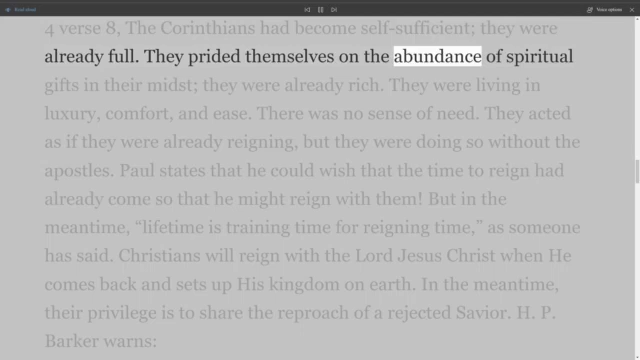 Read aloud
Voice options
4 verse 8, The Corinthians had become self-sufficient; they were
already full. They prided themselves on the abundance of spiritual
gifts in their midst; they were already rich. They were living in
luxury, comfort, and ease. There was no sense of need. They acted
as if they were already reigning, but they were doing so without the
apostles. Paul states that he could wish that the time to reign had
already come so that he might reign with them! But in the
meantime, “lifetime is training time for reigning time,” as someone
has said. Christians will reign with the Lord Jesus Christ when He
comes back and sets up His kingdom on earth. In the meantime,
their privilege is to share the reproach of a rejected Savior. H. P.
Barker warns: